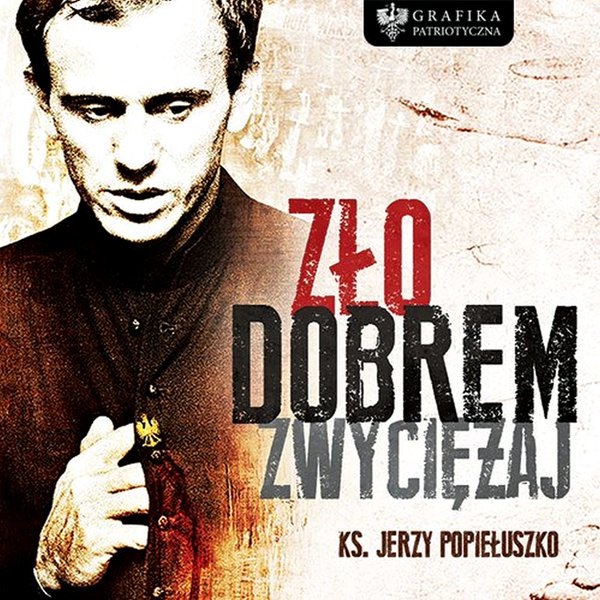 GRAFIKA
PATRIOTYCZNA
ZŁO
DOBREM
ZWYCIĘŻAJ
KS. JERZY POPIEŁUSZKO